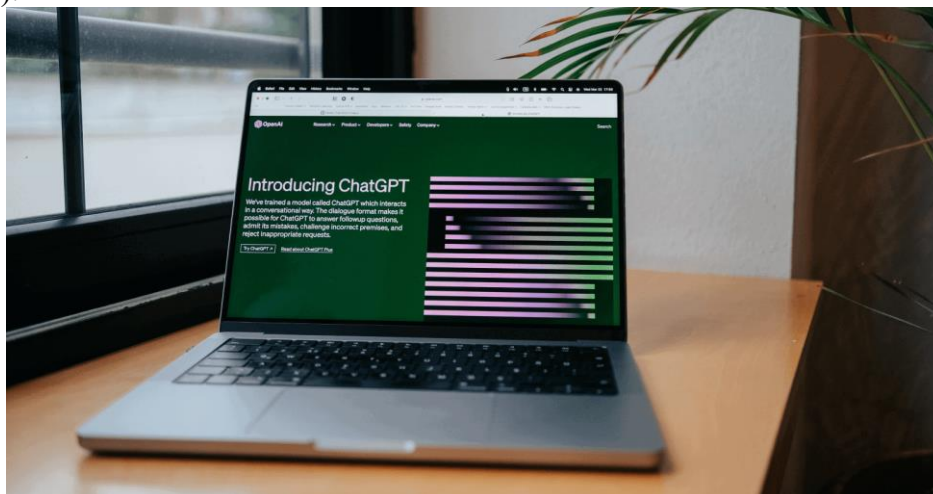 ).
OpenAI Research Product Developers Safety Company Search
Introducing ChatGPT
We've trained a model called ChatGPT which interacts
in a conversational way. The dialogue format makes it
possible for ChatGPT to answer followup questions,
admit its mistakes, challenge incorrect premises, and
reject inappropriate requests.
Try ChatGPT Read about ChatGPT Plus